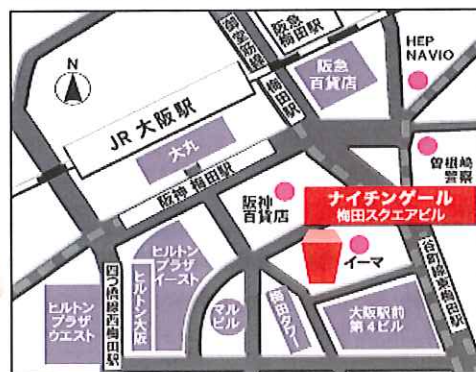 御堂筋線
梅田駅
阪急
梅田駅
HEP
NAVIO
阪急
百貨店
N
JR 大阪駅
大丸
阪神 梅田駅
曽根崎
警察
阪神
百貨店
ナイチンゲール
梅田スクエアビル
イーマ
谷町線東梅田駅
ヒルトン
プラザ
イースト
ヒルトン大阪
四つ橋線西梅田駅
ヒルトン
プラザ
ウエスト
マル
ビル
梅田タワー
大阪駅前
第4ビル